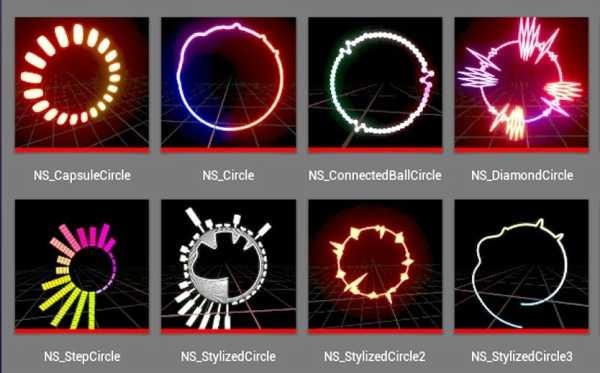 NS_CapsuleCircle
NS_Circle
NS_ConnectedBallCircle
NS_DiamondCircle
NS_StepCircle
NS_StylizedCircle
NS_StylizedCircle2
NS_StylizedCircle3